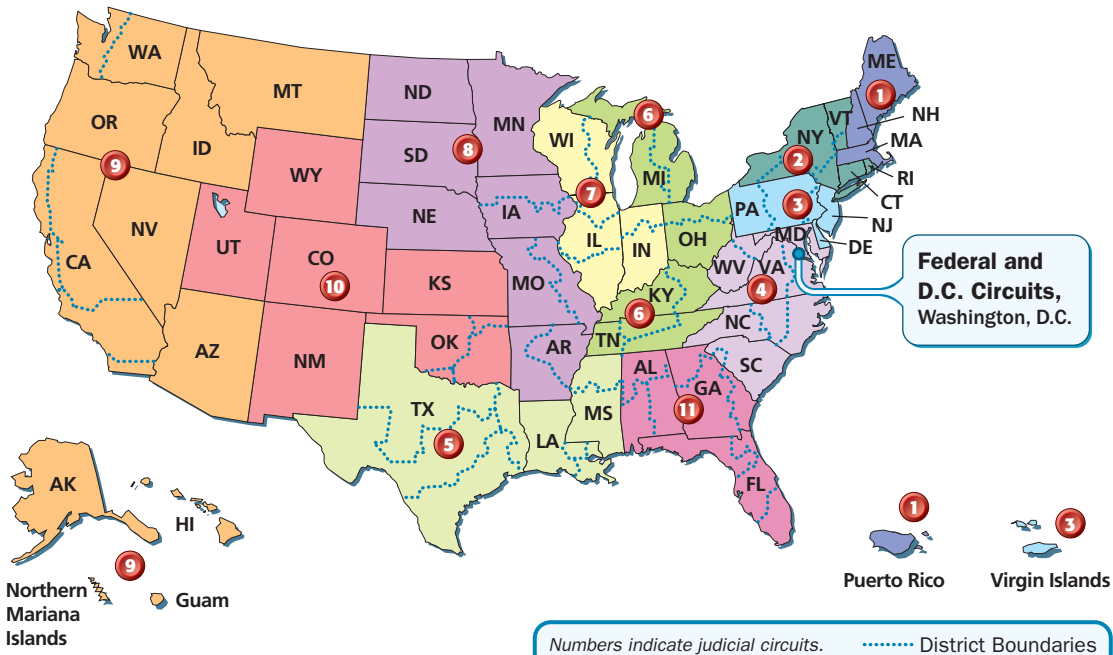 WA
MT
ND
MN
ME
1
OR
ID
SD
8
WI
6
VT
NH
NY
MA
9
WY
7
MI
2
RI
CT
NE
IA
PA
3
NJ
NV
UT
CO
10
IL
IN
OH
MD
DE
CA
KS
MO
WV
VA
4
KY
6
AZ
NM
OK
AR
TN
NC
SC
TX
5
LA
MS
AL
GA
11
FL
Federal and
D.C. Circuits,
Washington, D.C.
AK
HI
9
Northern
Mariana
Islands
Guam
1
Puerto Rico
3
Virgin Islands
Numbers indicate judicial circuits.
District Boundaries